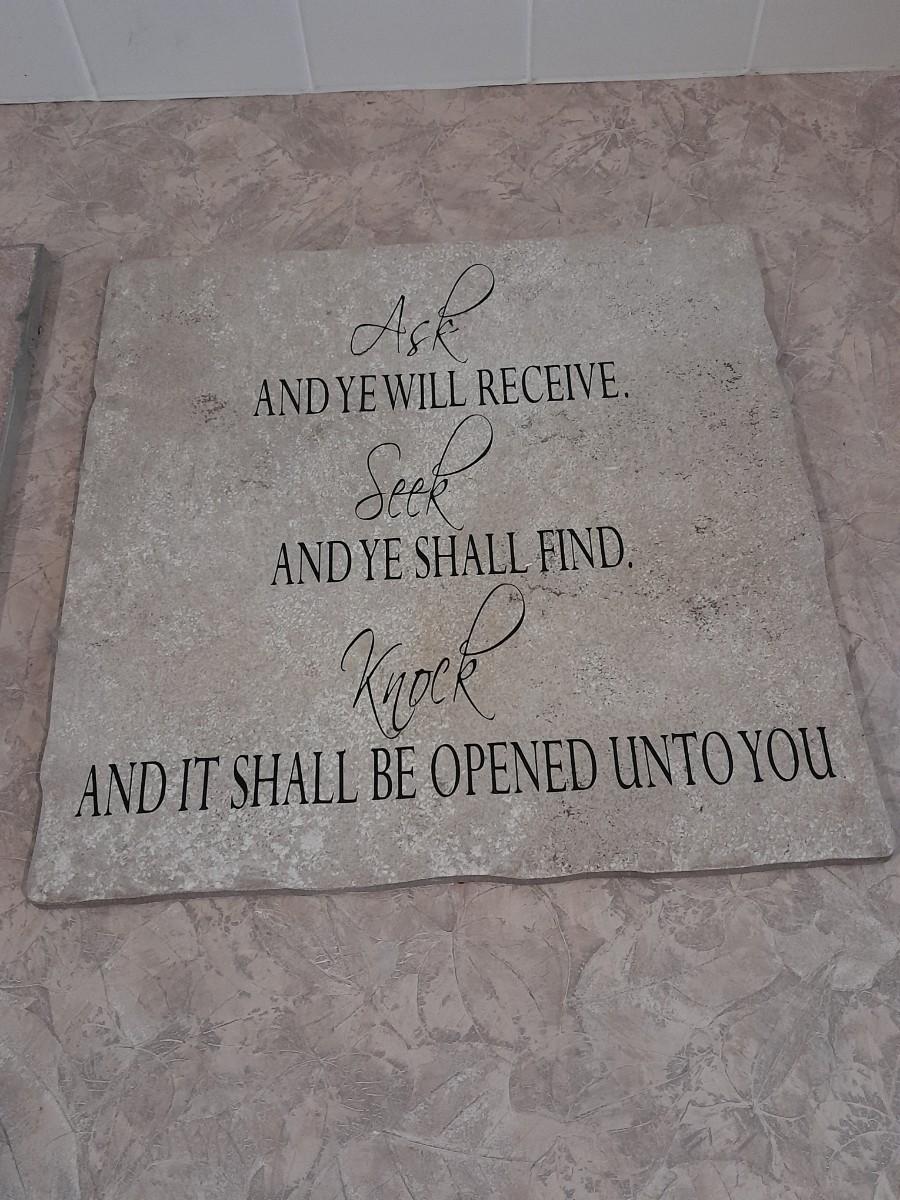 Ask
AND YE WILL RECEIVE.
Seek
AND YE SHALL FIND.
Knock
AND IT SHALL BE OPENED UNTO YOU